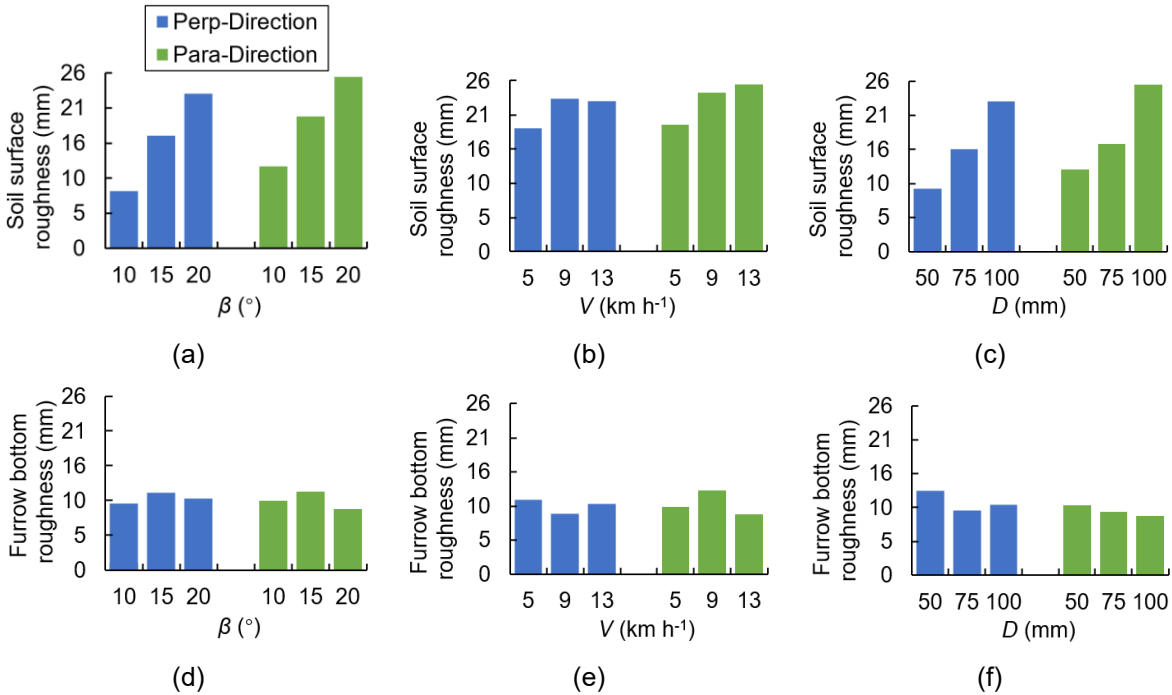 Perp-Direction
Para-Direction
Soil surface
roughness (mm)
26
21
16
10
5
0
10 15 20 10 15 20
β (°)
(a)
Soil surface
roughness (mm)
26
21
16
10
5
0
5 9 13 5 9 13
V (km h-1)
(b)
Soil surface
roughness (mm)
26
21
16
10
5
0
50 75 100 50 75 100
D (mm)
(c)
Furrow bottom
roughness (mm)
26
21
16
10
5
0
10 15 20 10 15 20
β (°)
(d)
Furrow bottom
roughness (mm)
26
21
16
10
5
0
5 9 13 5 9 13
V (km h-1)
(e)
Furrow bottom
roughness (mm)
26
21
16
10
5
0
50 75 100 50 75 100
D (mm)
(f)